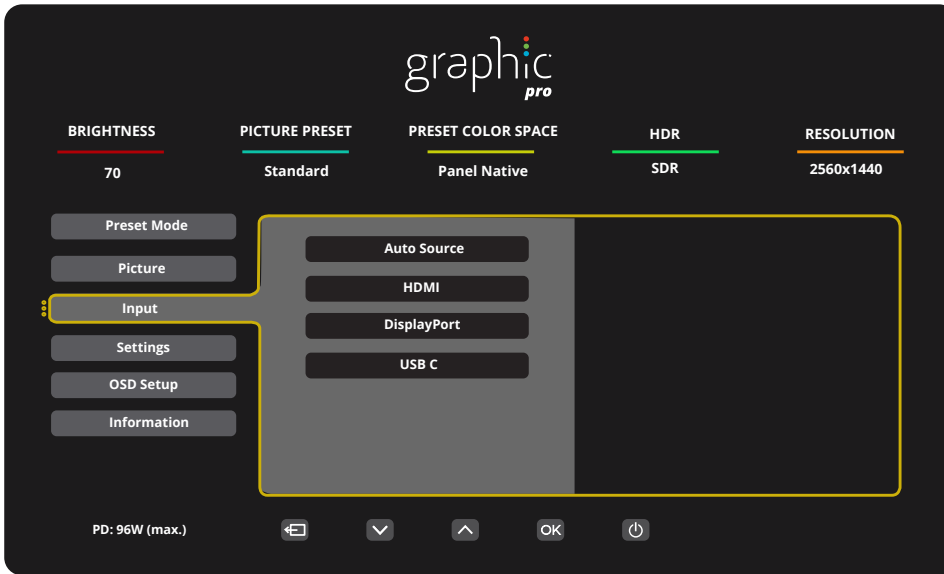 graphic
pro
BRIGHTNESS PICTURE PRESET PRESET COLOR SPACE HDR RESOLUTION
70 Standard Panel Native SDR 2560x1440
Preset Mode
Picture
Input
Settings
OSD Setup
Information
Auto Source
HDMI
DisplayPort
USB C
PD: 96W (max.) OK